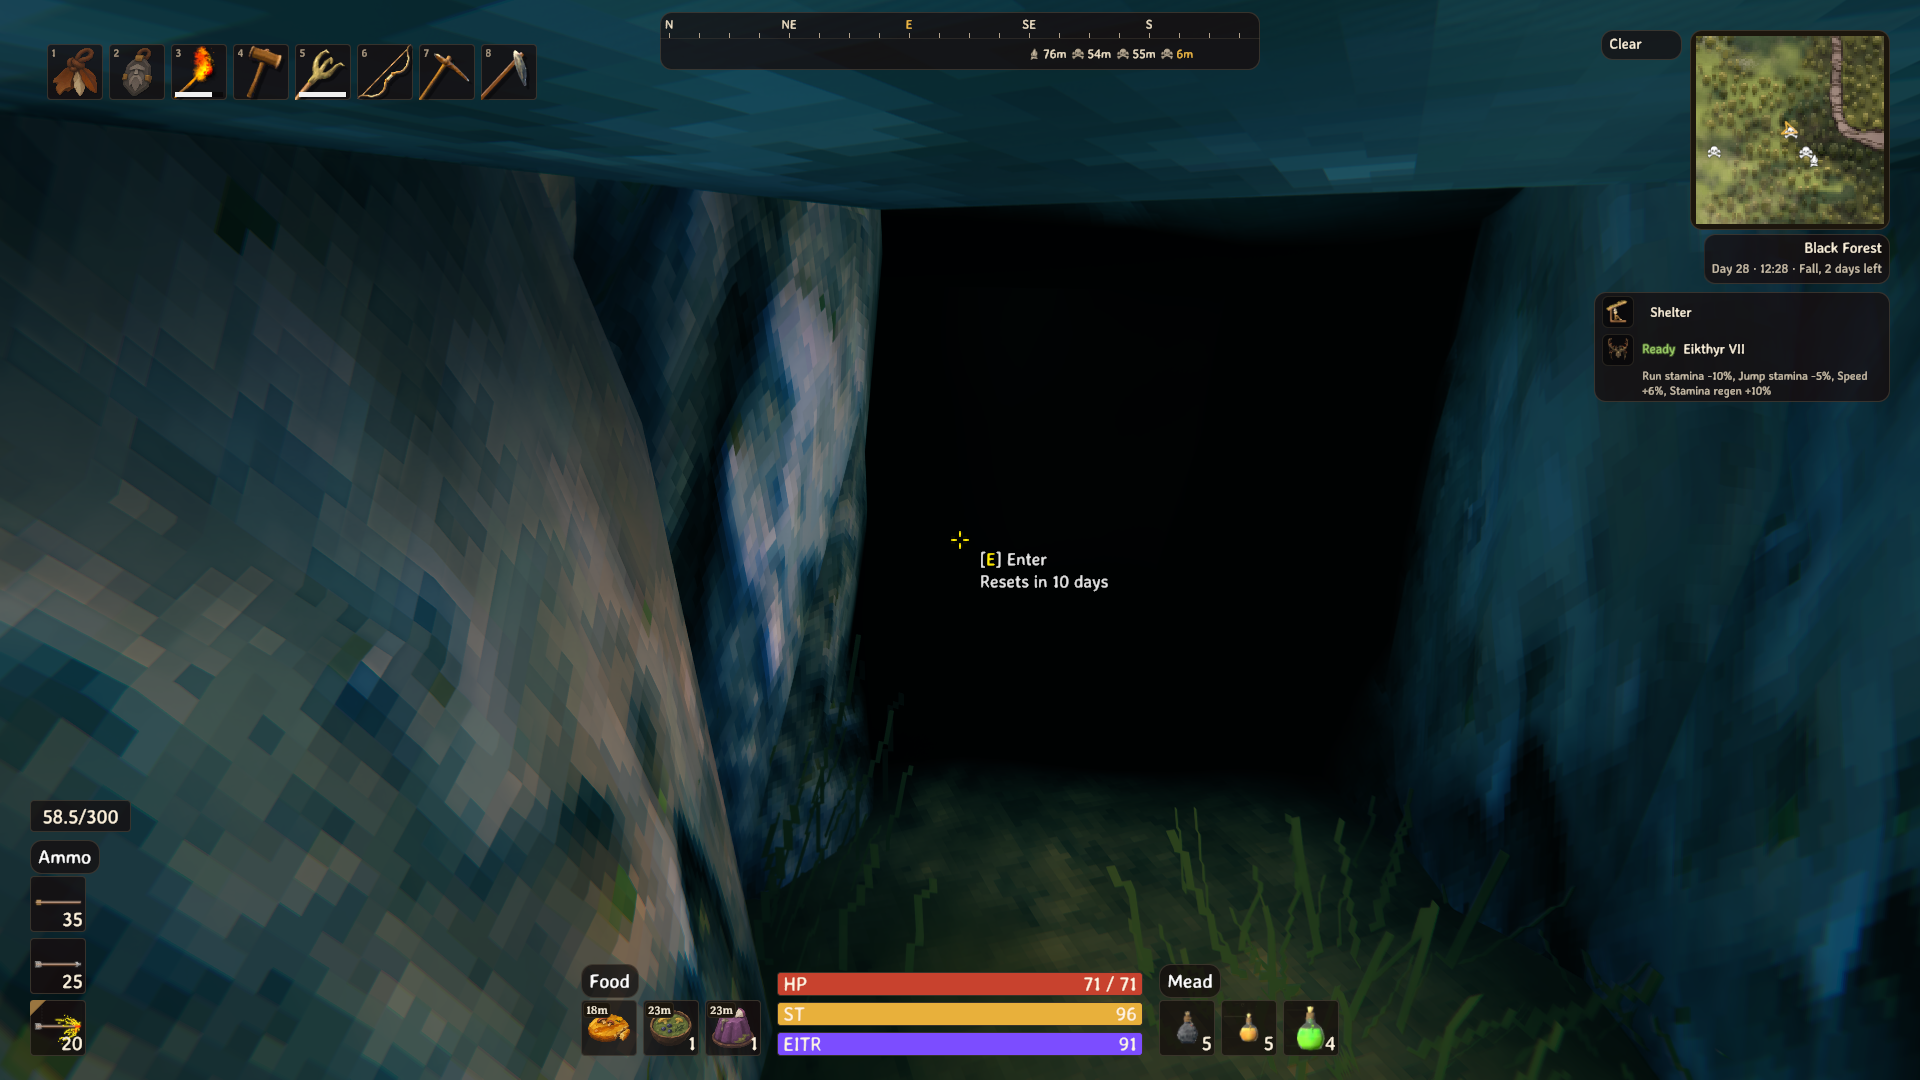 N NE E SE S
76m 54m 55m 6m
1 2 3 4 5 6 7 8
Clear
Black Forest
Day 28 · 12:28 · Fall, 2 days left
Shelter
Ready Eikthyr VII
Run stamina -10%, Jump stamina -5%, Speed
+6%, Stamina regen +10%
[E] Enter
Resets in 10 days
58.5/300
Ammo
35
25
20
Food
18m 23m 23m
1 1
HP 71 / 71
ST 96
EITR 91
Mead
5 5 4